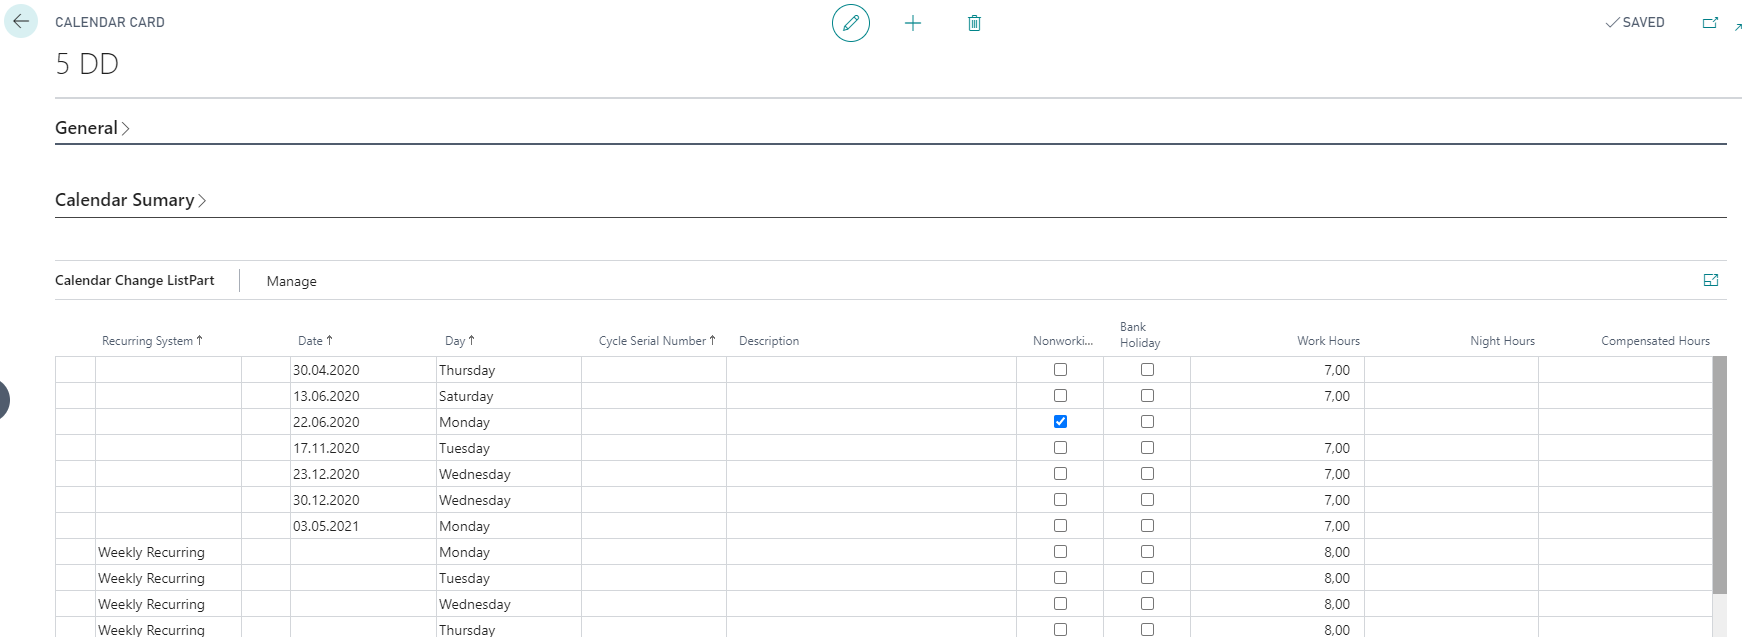 CALENDAR CARD
SAVED
5 DD
General
Calendar Sumary
Calendar Change ListPart Manage
Recurring System Date Day Cycle Serial Number Description Nonworki... Bank Holiday Work Hours Night Hours Compensated Hours
30.04.2020 Thursday 7,00
13.06.2020 Saturday 7,00
22.06.2020 Monday
17.11.2020 Tuesday 7,00
23.12.2020 Wednesday 7,00
30.12.2020 Wednesday 7,00
03.05.2021 Monday 7,00
Weekly Recurring Monday 8,00
Weekly Recurring Tuesday 8,00
Weekly Recurring Wednesday 8,00
Weekly Recurring Thursday 8,00